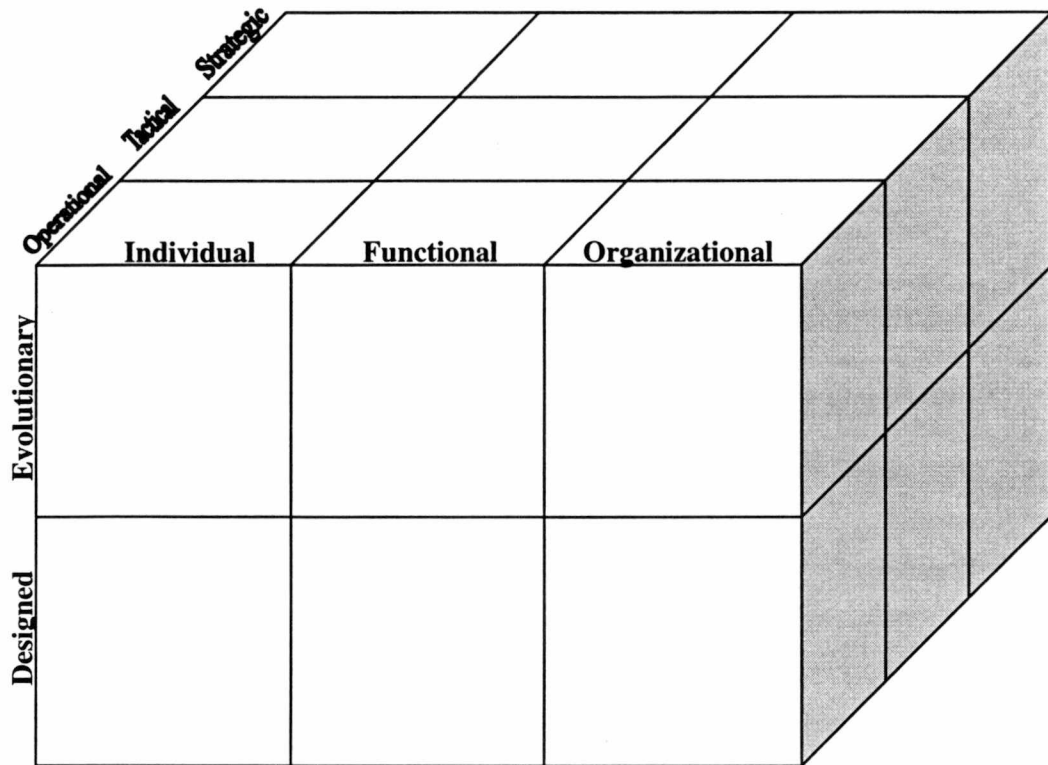 Strategic
Tactical
Operational
Individual
Functional
Organizational
Evolutionary
Designed